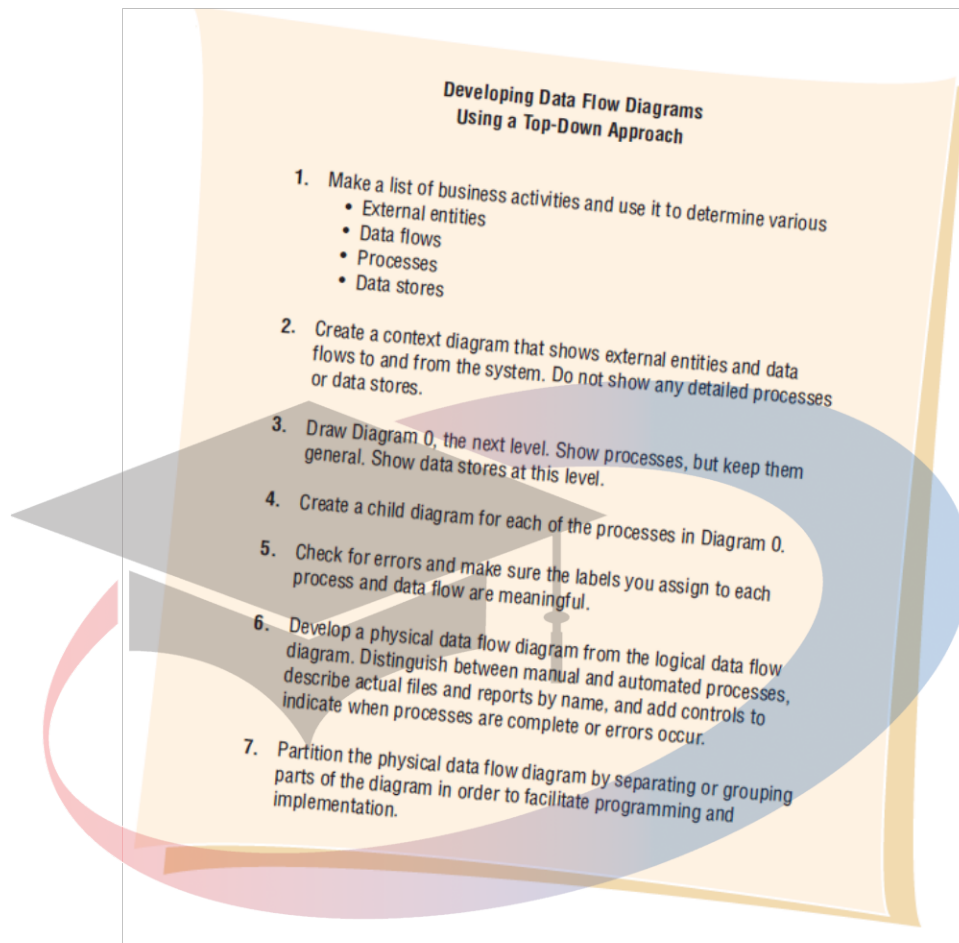 Developing Data Flow Diagrams
Using a Top-Down Approach
1. Make a list of business activities and use it to determine various
• External entities
• Data flows
• Processes
• Data stores
2. Create a context diagram that shows external entities and data
flows to and from the system. Do not show any detailed processes
or data stores.
3. Draw Diagram 0, the next level. Show processes, but keep them
general. Show data stores at this level.
4. Create a child diagram for each of the processes in Diagram 0.
5. Check for errors and make sure the labels you assign to each
process and data flow are meaningful.
6. Develop a physical data flow diagram from the logical data flow
diagram. Distinguish between manual and automated processes,
describe actual files and reports by name, and add controls to
indicate when processes are complete or errors occur.
7. Partition the physical data flow diagram by separating or grouping
parts of the diagram in order to facilitate programming and
implementation.